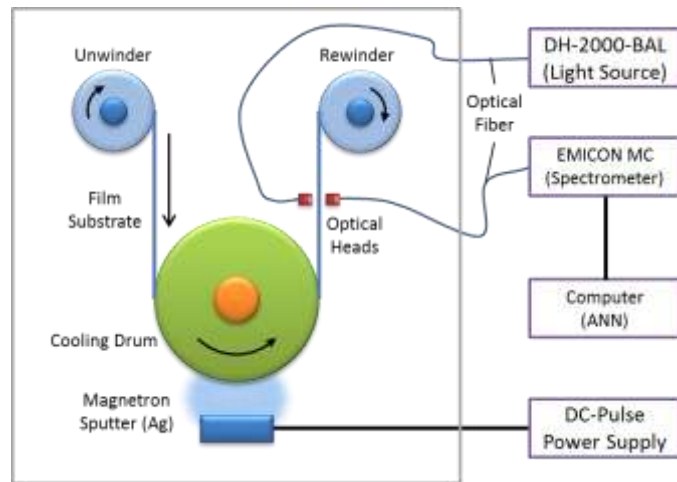 Unwinder
Rewinder
DH-2000-BAL
(Light Source)
Optical
Fiber
EMICON MC
(Spectrometer)
Film
Substrate
Optical
Heads
Computer
(ANN)
Cooling Drum
Magnetron
Sputter (Ag)
DC-Pulse
Power Supply